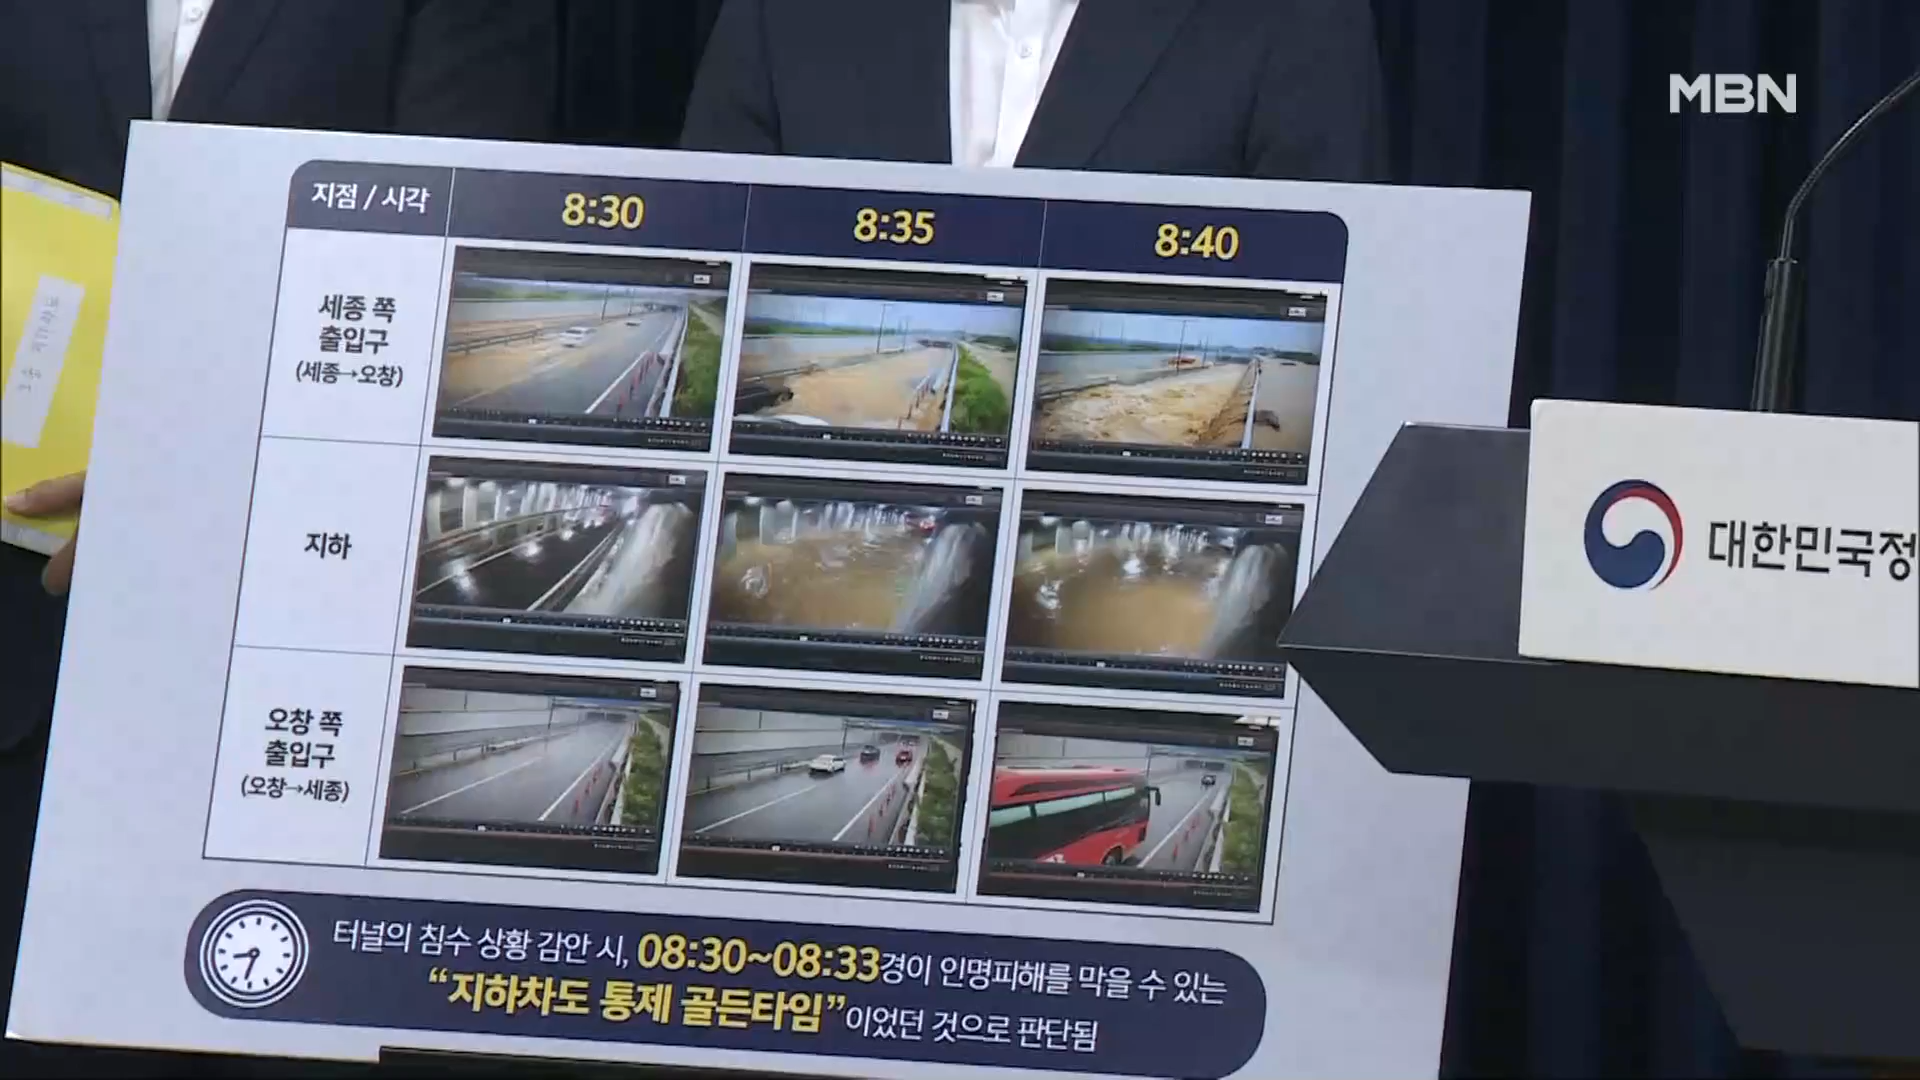 MBN
지점 / 시각
8:30
8:35
8:40
세종 쪽
출입구
(세종→오창)
지하
오창 쪽
출입구
(오창→세종)
터널의 침수 상황 감안 시, 08:30~08:33경이 인명피해를 막을 수 있는
“지하차도 통제 골든타임”이었던 것으로 판단됨
대한민국정